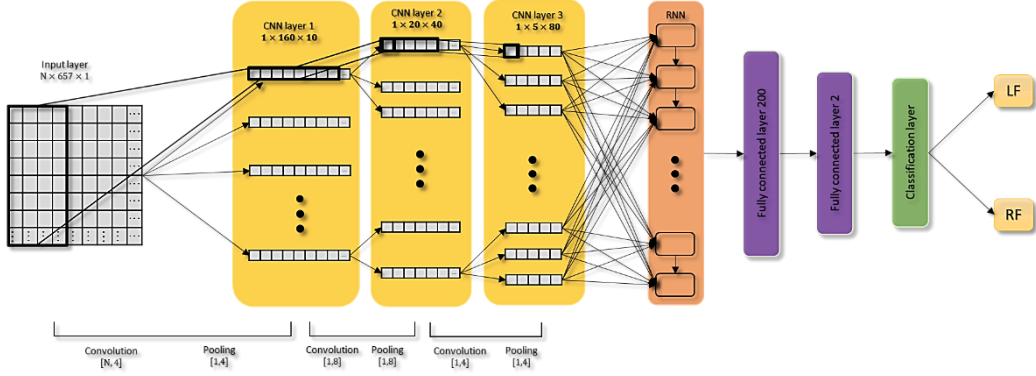 Input layer
N × 657 × 1
CNN layer 1
1 × 160 × 10
CNN layer 2
1 × 20 × 40
CNN layer 3
1 × 5 × 80
RNN
Fully connected layer 200
Fully connected layer 2
Classification layer
LF
RF
Convolution
[N, 4]
Pooling
[1,4]
Convolution
[1,8]
Pooling
[1,8]
Convolution
[1,4]
Pooling
[1,4]